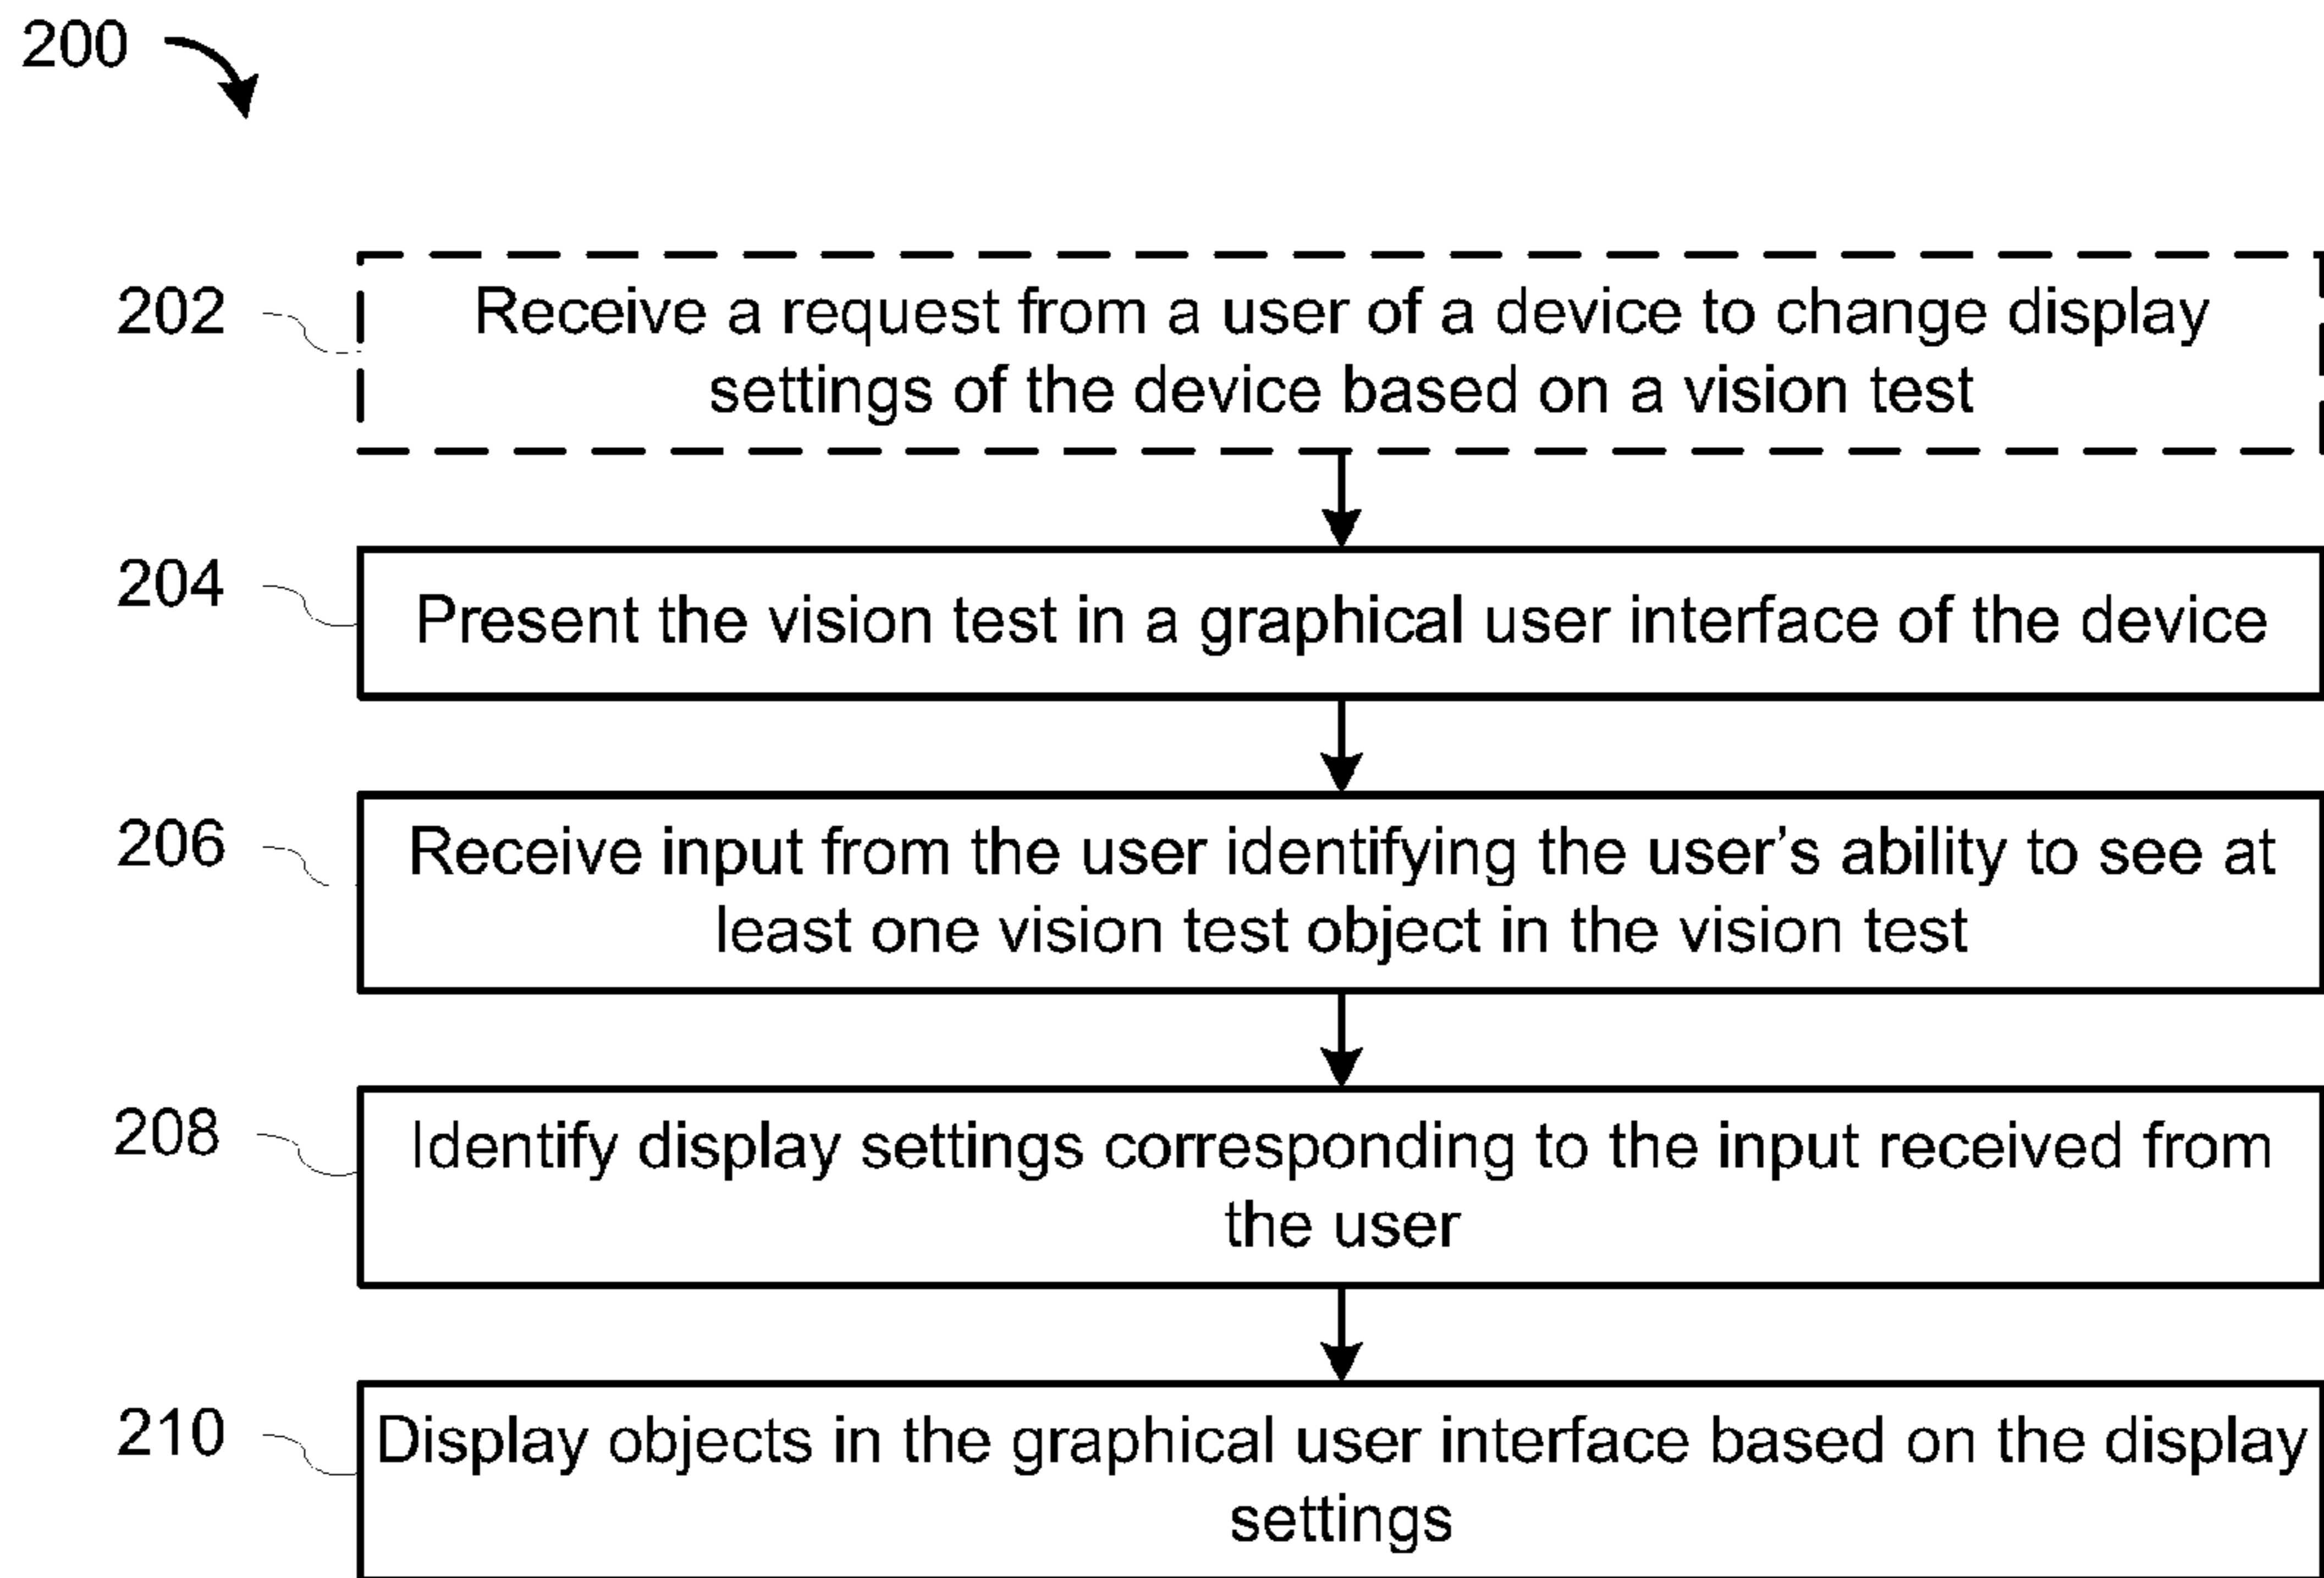 200
202
Receive a request from a user of a device to change display
settings of the device based on a vision test
204
Present the vision test in a graphical user interface of the device
206
Receive input from the user identifying the user’s ability to see at
least one vision test object in the vision test
208
Identify display settings corresponding to the input received from
the user
210
Display objects in the graphical user interface based on the display
settings